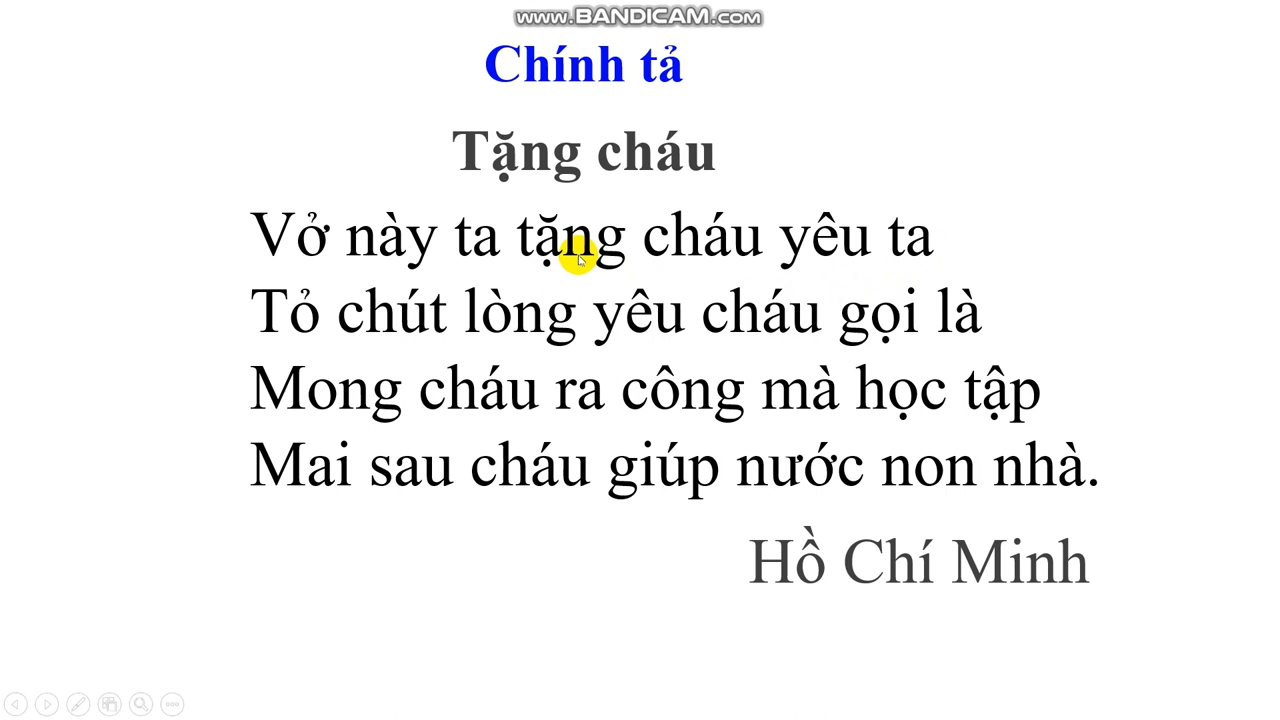 www.BANDICAM.com
Chính tả
Tặng cháu
Vở này ta tặng cháu yêu ta
Tỏ chút lòng yêu cháu gọi là
Mong cháu ra công mà học tập
Mai sau cháu giúp nước non nhà.
Hồ Chí Minh